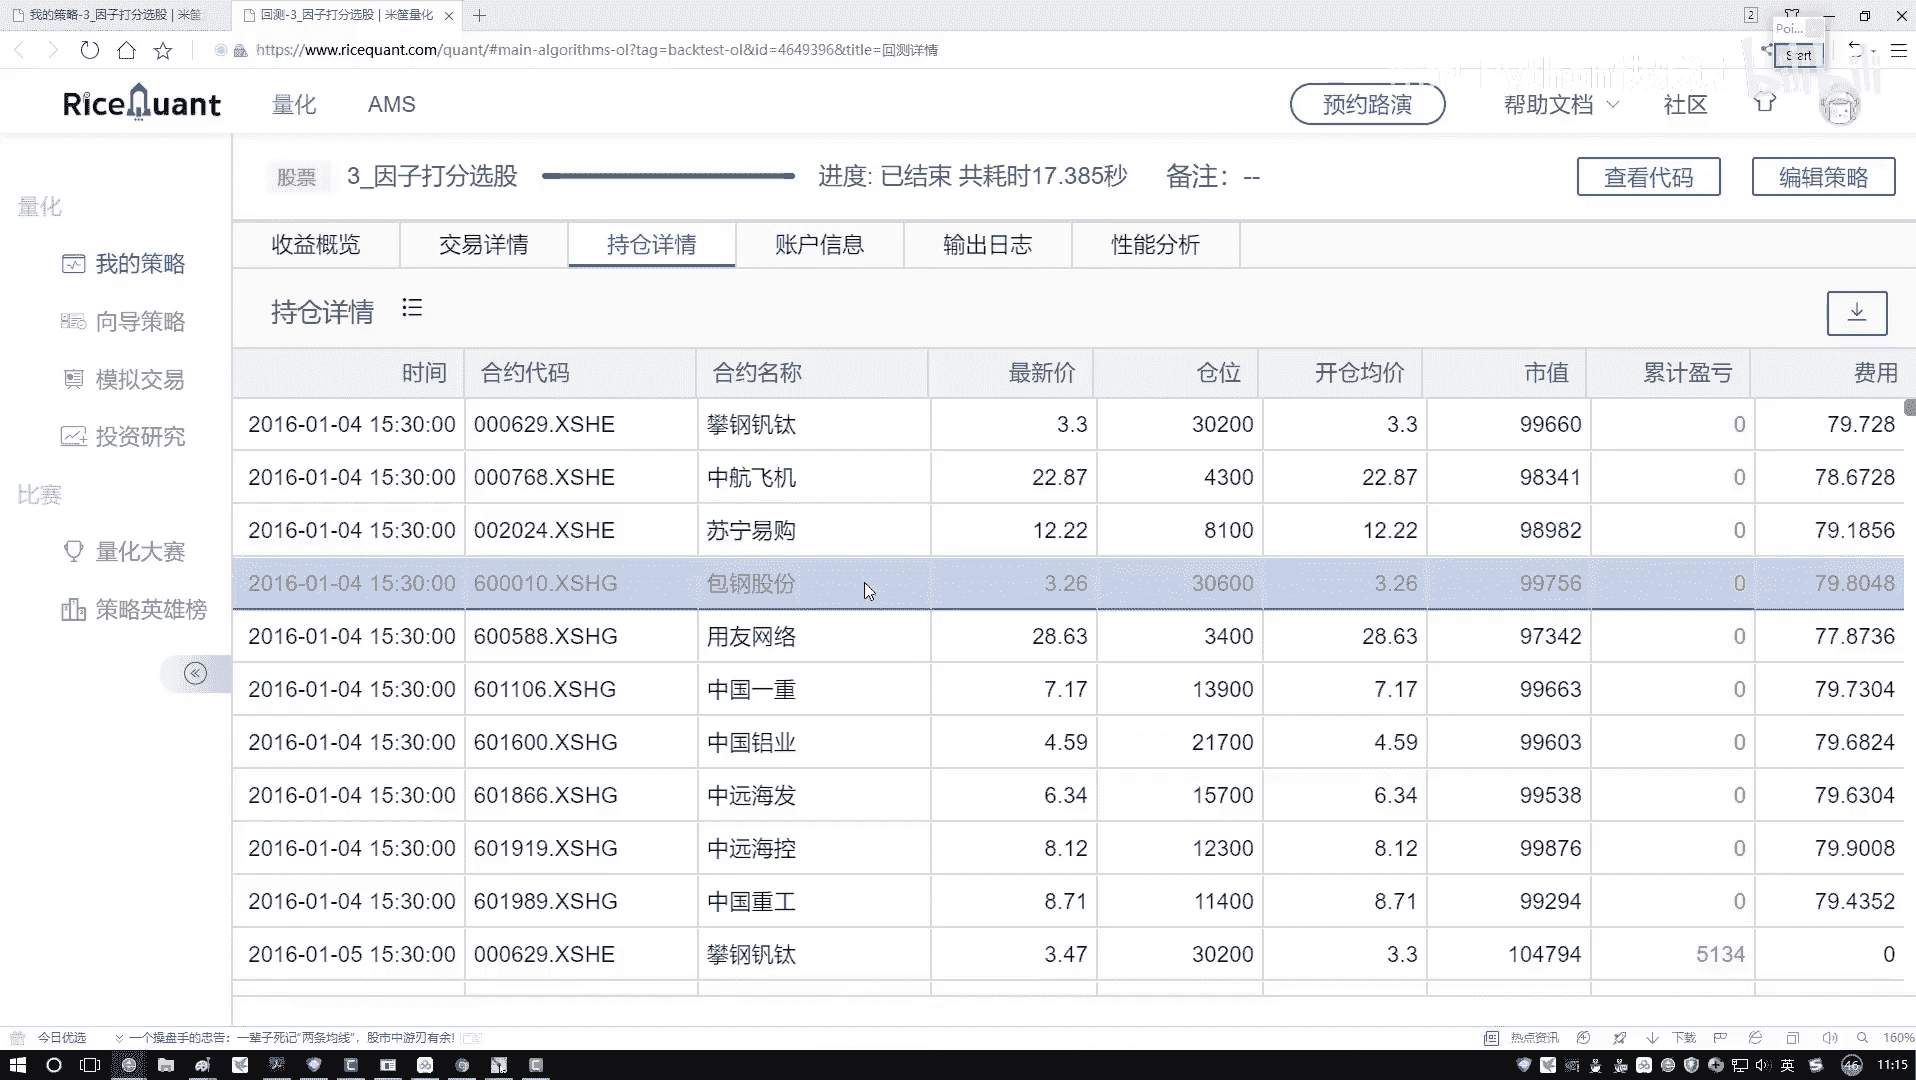 我的策略-3_因子打分选股 | 米筐
回测-3_因子打分选股 | 米筐量化
2
Poi...
https://www.ricequant.com/quant/#main-algorithms-ol?tag=backtest-ol&id=4649396&title=回测详情
Start
bilibili
RiceQuant
量化
AMS
预约路演
帮助文档
社区
股票
3_因子打分选股
进度: 已结束 共耗时17.385秒
备注: --
查看代码
编辑策略
量化
我的策略
向导策略
模拟交易
投资研究
比赛
量化大赛
策略英雄榜
收益概览 交易详情 持仓详情 账户信息 输出日志 性能分析
持仓详情
时间 合约代码 合约名称 最新价 仓位 开仓均价 市值 累计盈亏 费用
2016-01-04 15:30:00 000629.XSHE 攀钢钒钛 3.3 30200 3.3 99660 0 79.728
2016-01-04 15:30:00 000768.XSHE 中航飞机 22.87 4300 22.87 98341 0 78.6728
2016-01-04 15:30:00 002024.XSHE 苏宁易购 12.22 8100 12.22 98982 0 79.1856
2016-01-04 15:30:00 600010.XSHG 包钢股份 3.26 30600 3.26 99756 0 79.8048
2016-01-04 15:30:00 600588.XSHG 用友网络 28.63 3400 28.63 97342 0 77.8736
2016-01-04 15:30:00 601106.XSHG 中国一重 7.17 13900 7.17 99663 0 79.7304
2016-01-04 15:30:00 601600.XSHG 中国铝业 4.59 21700 4.59 99603 0 79.6824
2016-01-04 15:30:00 601866.XSHG 中远海发 6.34 15700 6.34 99538 0 79.6304
2016-01-04 15:30:00 601919.XSHG 中远海控 8.12 12300 8.12 99876 0 79.9008
2016-01-04 15:30:00 601989.XSHG 中国重工 8.71 11400 8.71 99294 0 79.4352
2016-01-05 15:30:00 000629.XSHE 攀钢钒钛 3.47 30200 3.3 104794 5134 0
今日优选
一个操盘手的忠告：一辈子死记“两条均线”，股市中游刃有余!
热点资讯
下载
160%
英
46
11:15